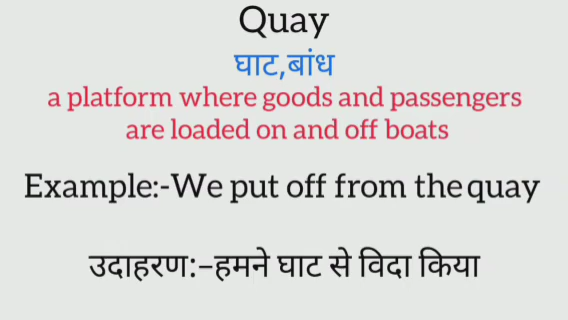 Quay
घाट,बांध
a platform where goods and passengers
are loaded on and off boats
Example:-We put off from the quay
उदाहरण:–हमने घाट से विदा किया